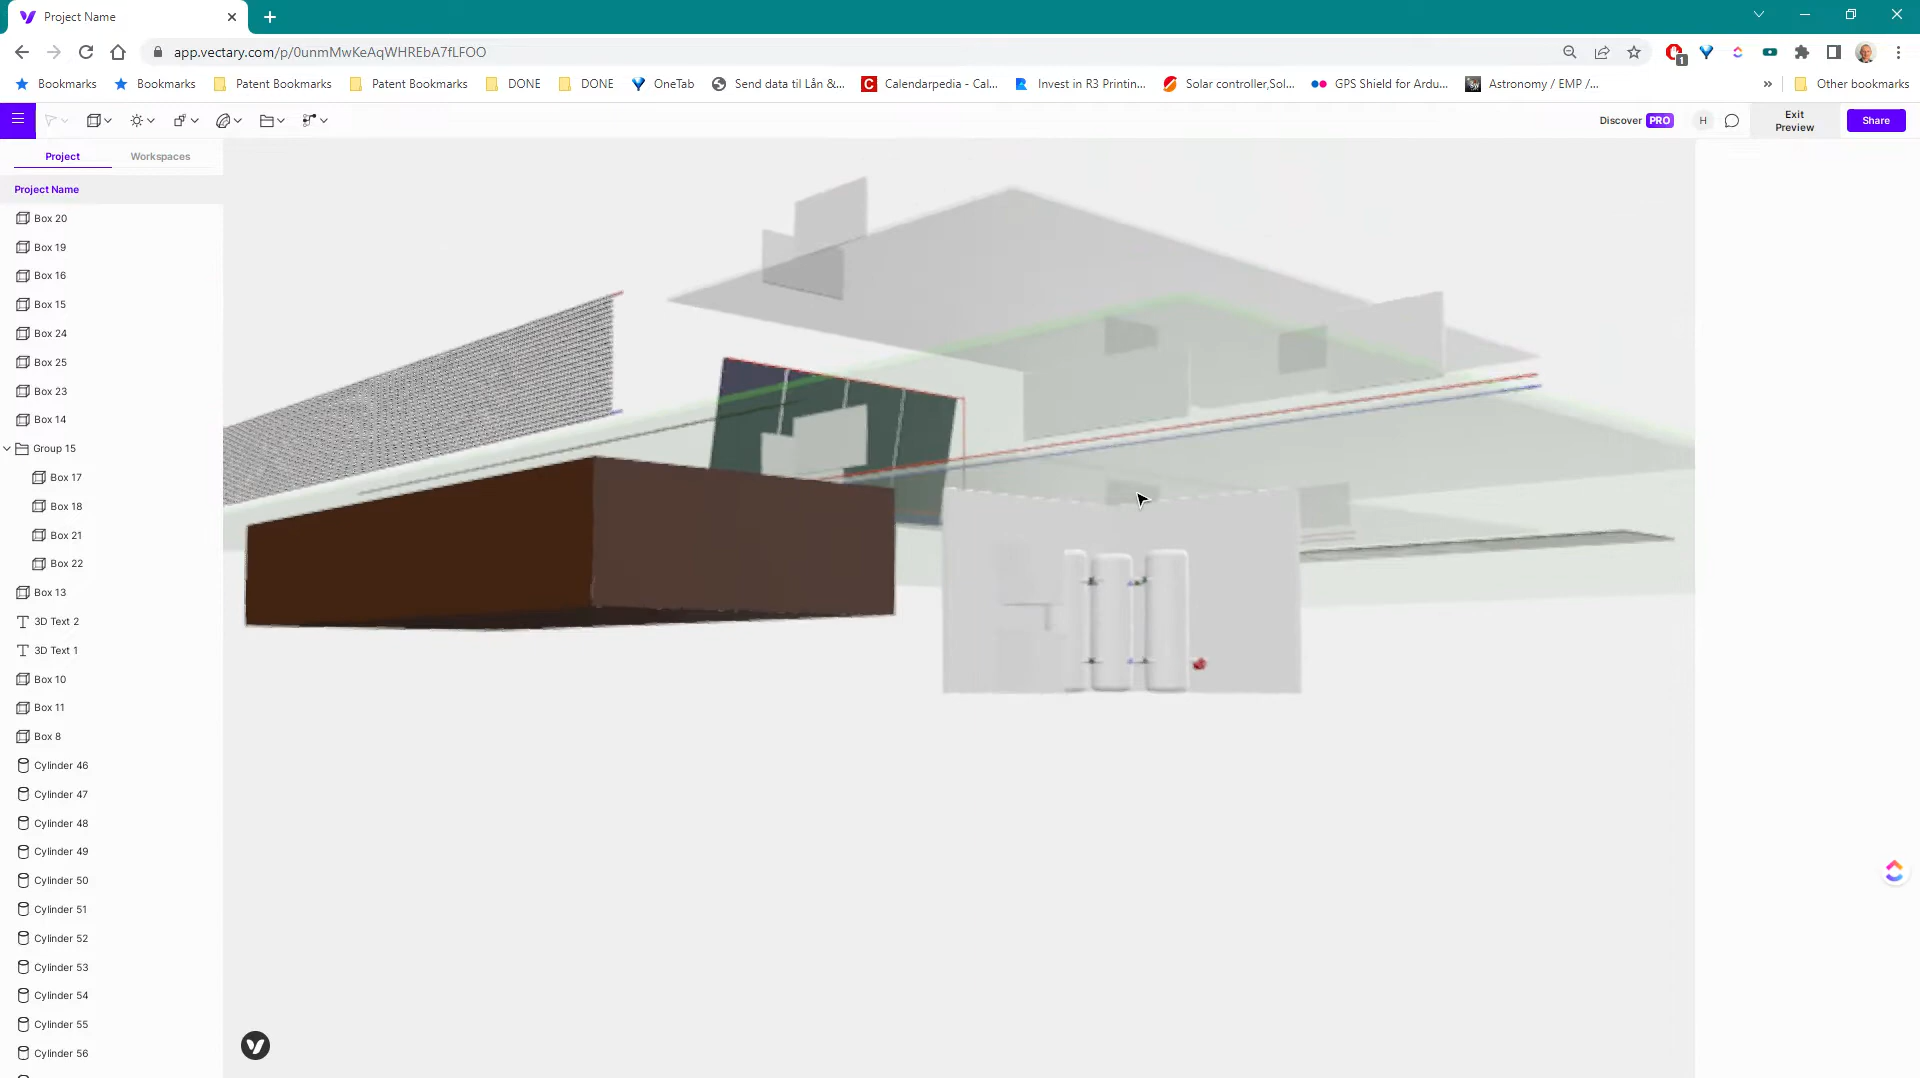 Project Name
app.vectary.com/p/0unmMwKeAqWHREbA7fLFOO
1
Bookmarks Bookmarks Patent Bookmarks Patent Bookmarks DONE DONE OneTab Send data til Lån &... Calendarpedia - Cal... Invest in R3 Printin... Solar controller,Sol... GPS Shield for Ardu... Astronomy / EMP /... » Other bookmarks
Discover PRO H Exit Preview Share
Project Workspaces
Project Name
Box 20
Box 19
Box 16
Box 15
Box 24
Box 25
Box 23
Box 14
Group 15
Box 17
Box 18
Box 21
Box 22
Box 13
3D Text 2
3D Text 1
Box 10
Box 11
Box 8
Cylinder 46
Cylinder 47
Cylinder 48
Cylinder 49
Cylinder 50
Cylinder 51
Cylinder 52
Cylinder 53
Cylinder 54
Cylinder 55
Cylinder 56